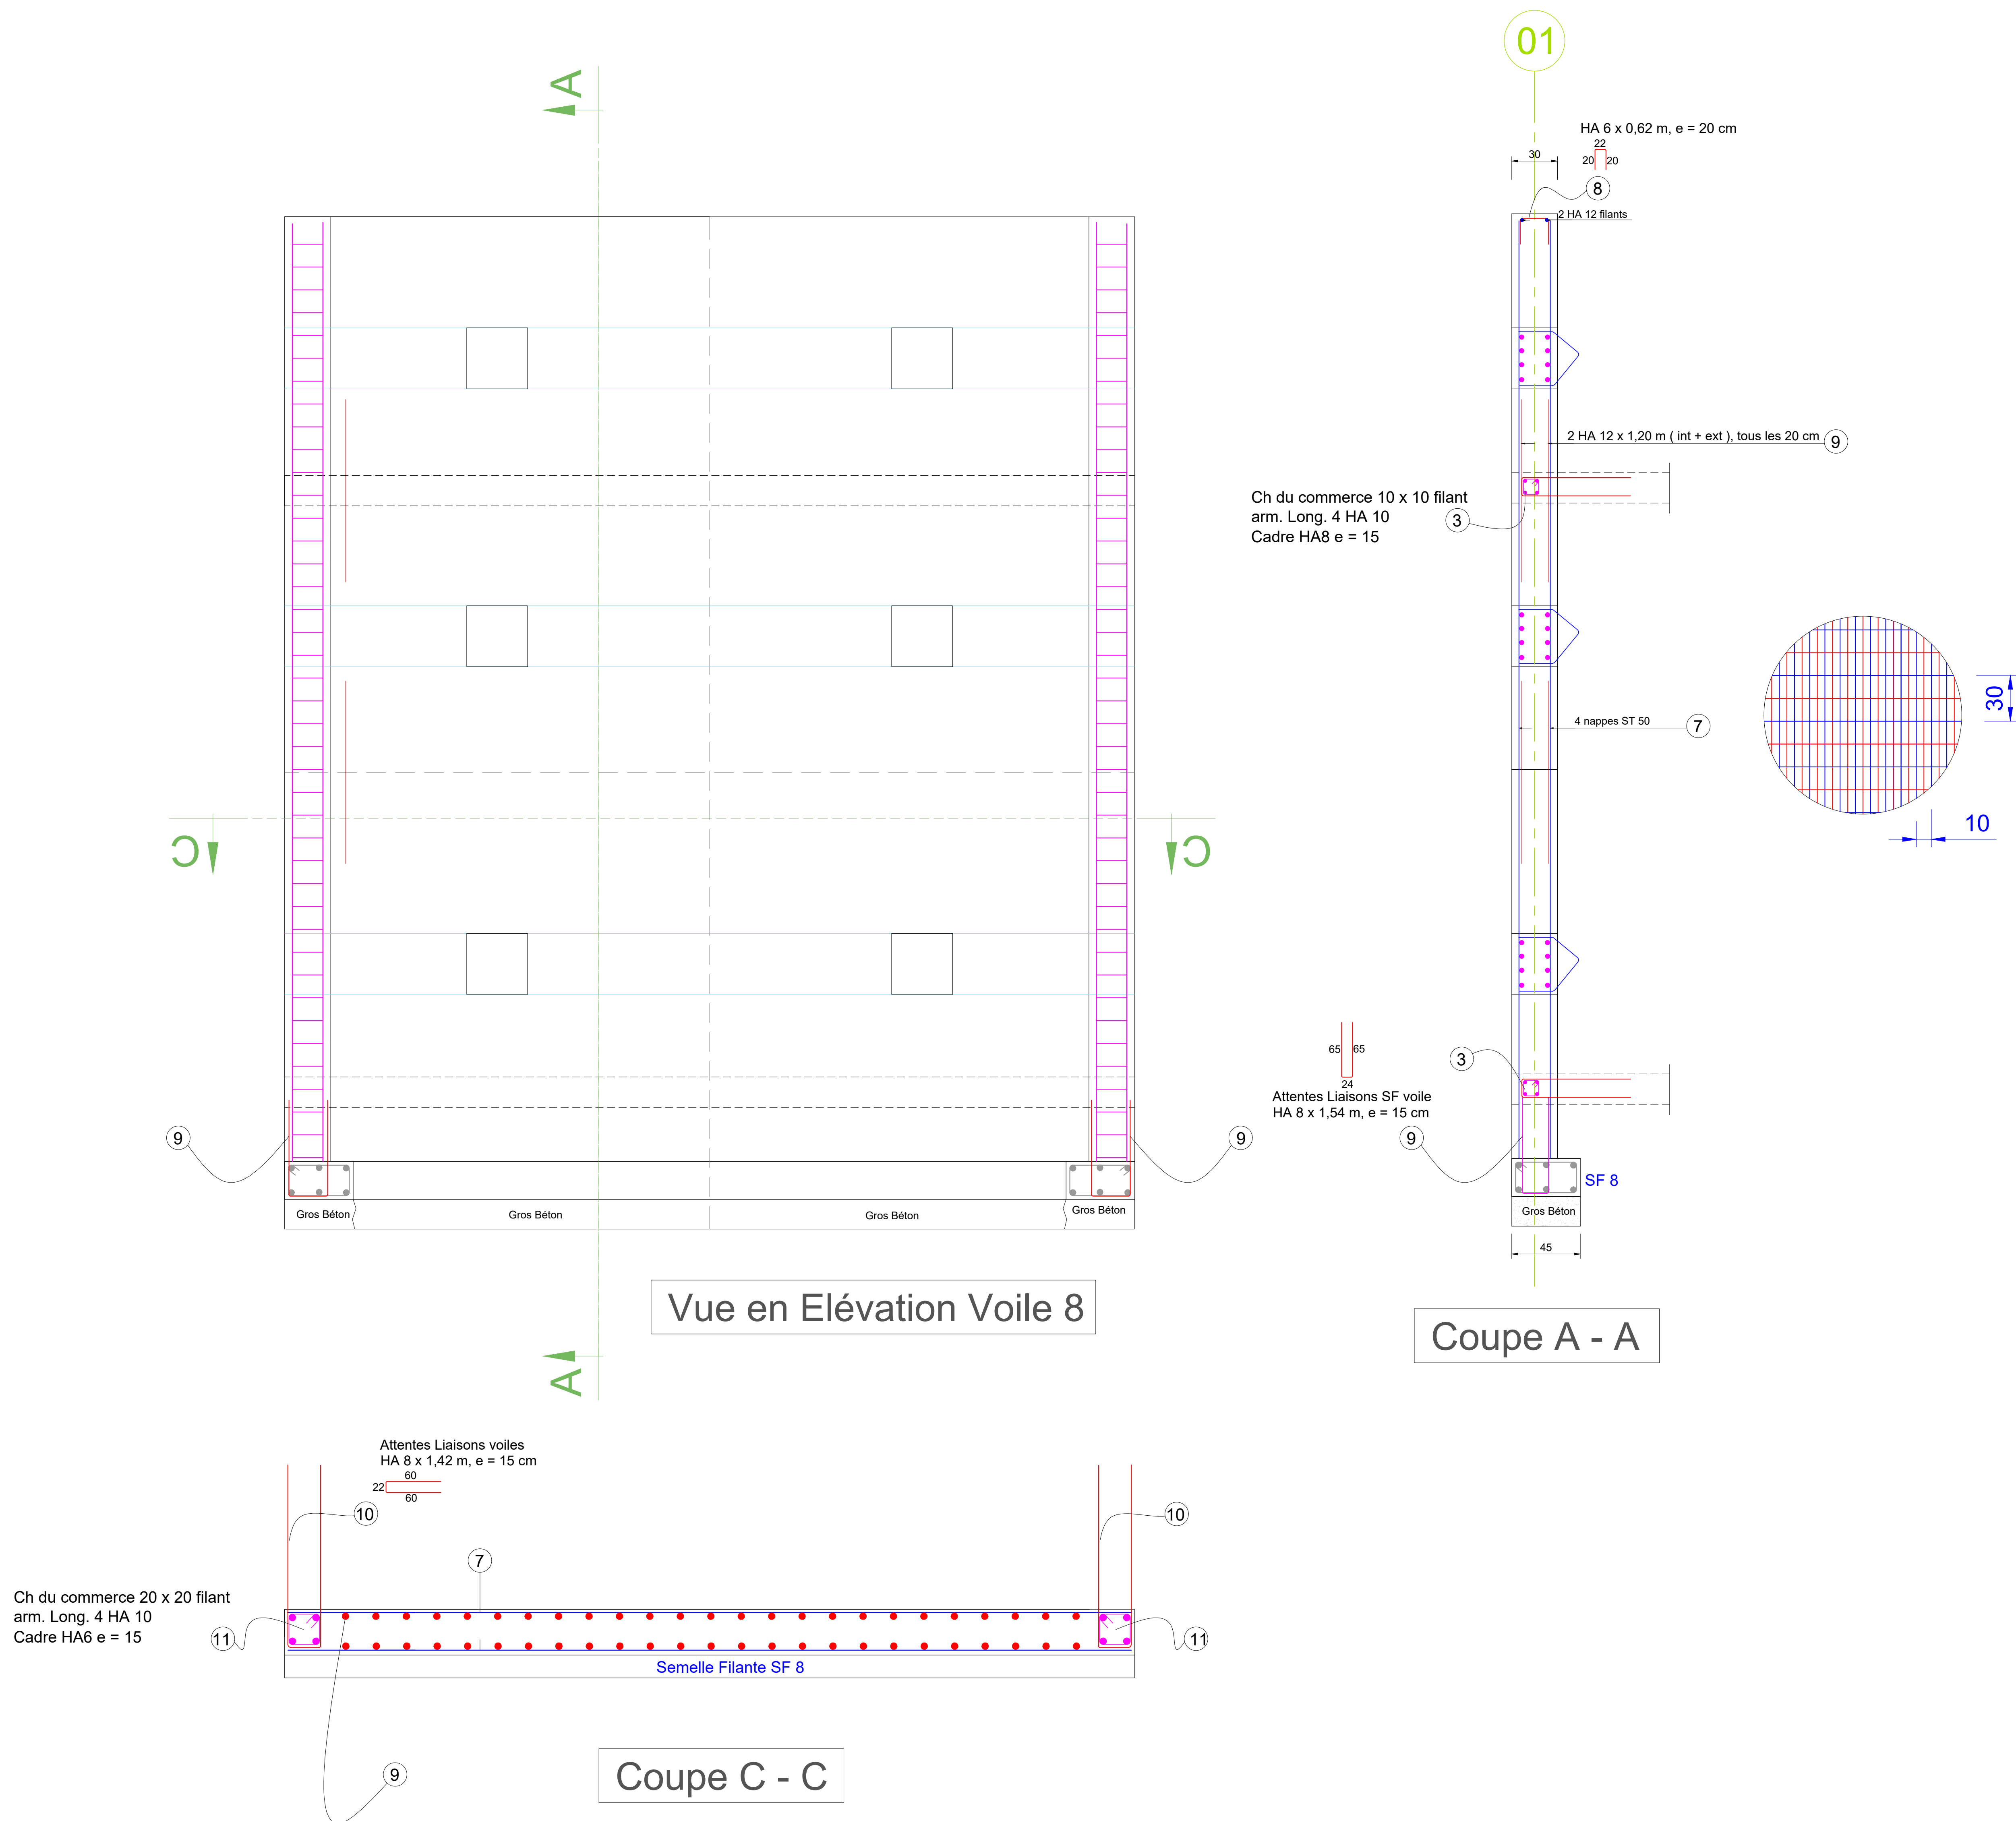 01
A
HA 6 x 0,62 m, e = 20 cm
22
20
20
30
8
2 HA 12 filants
2 HA 12 x 1,20 m ( int + ext ), tous les 20 cm
9
Ch du commerce 10 x 10 filant
arm. Long. 4 HA 10
Cadre HA8 e = 15
3
30
4 nappes ST 50
7
10
C
C
65
65
24
3
Attentes Liaisons SF voile
HA 8 x 1,54 m, e = 15 cm
9
9
9
SF 8
Gros Béton
Gros Béton
Gros Béton
Gros Béton
Gros Béton
45
Vue en Elévation Voile 8
Coupe A - A
A
Attentes Liaisons voiles
HA 8 x 1,42 m, e = 15 cm
60
22
60
10
10
7
Ch du commerce 20 x 20 filant
arm. Long. 4 HA 10
Cadre HA6 e = 15
11
11
Semelle Filante SF 8
Coupe C - C
9